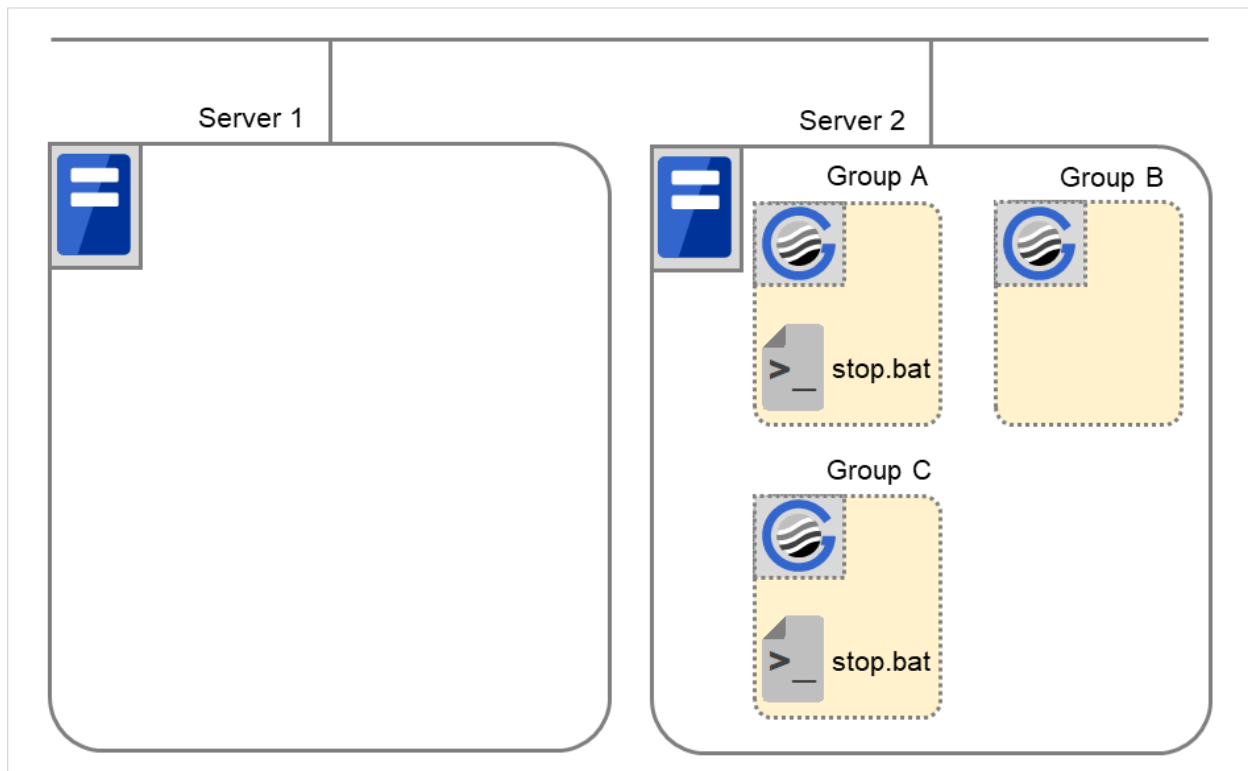 Server 1
Server 2
Group A
Group B
>_ stop.bat
Group C
>_ stop.bat